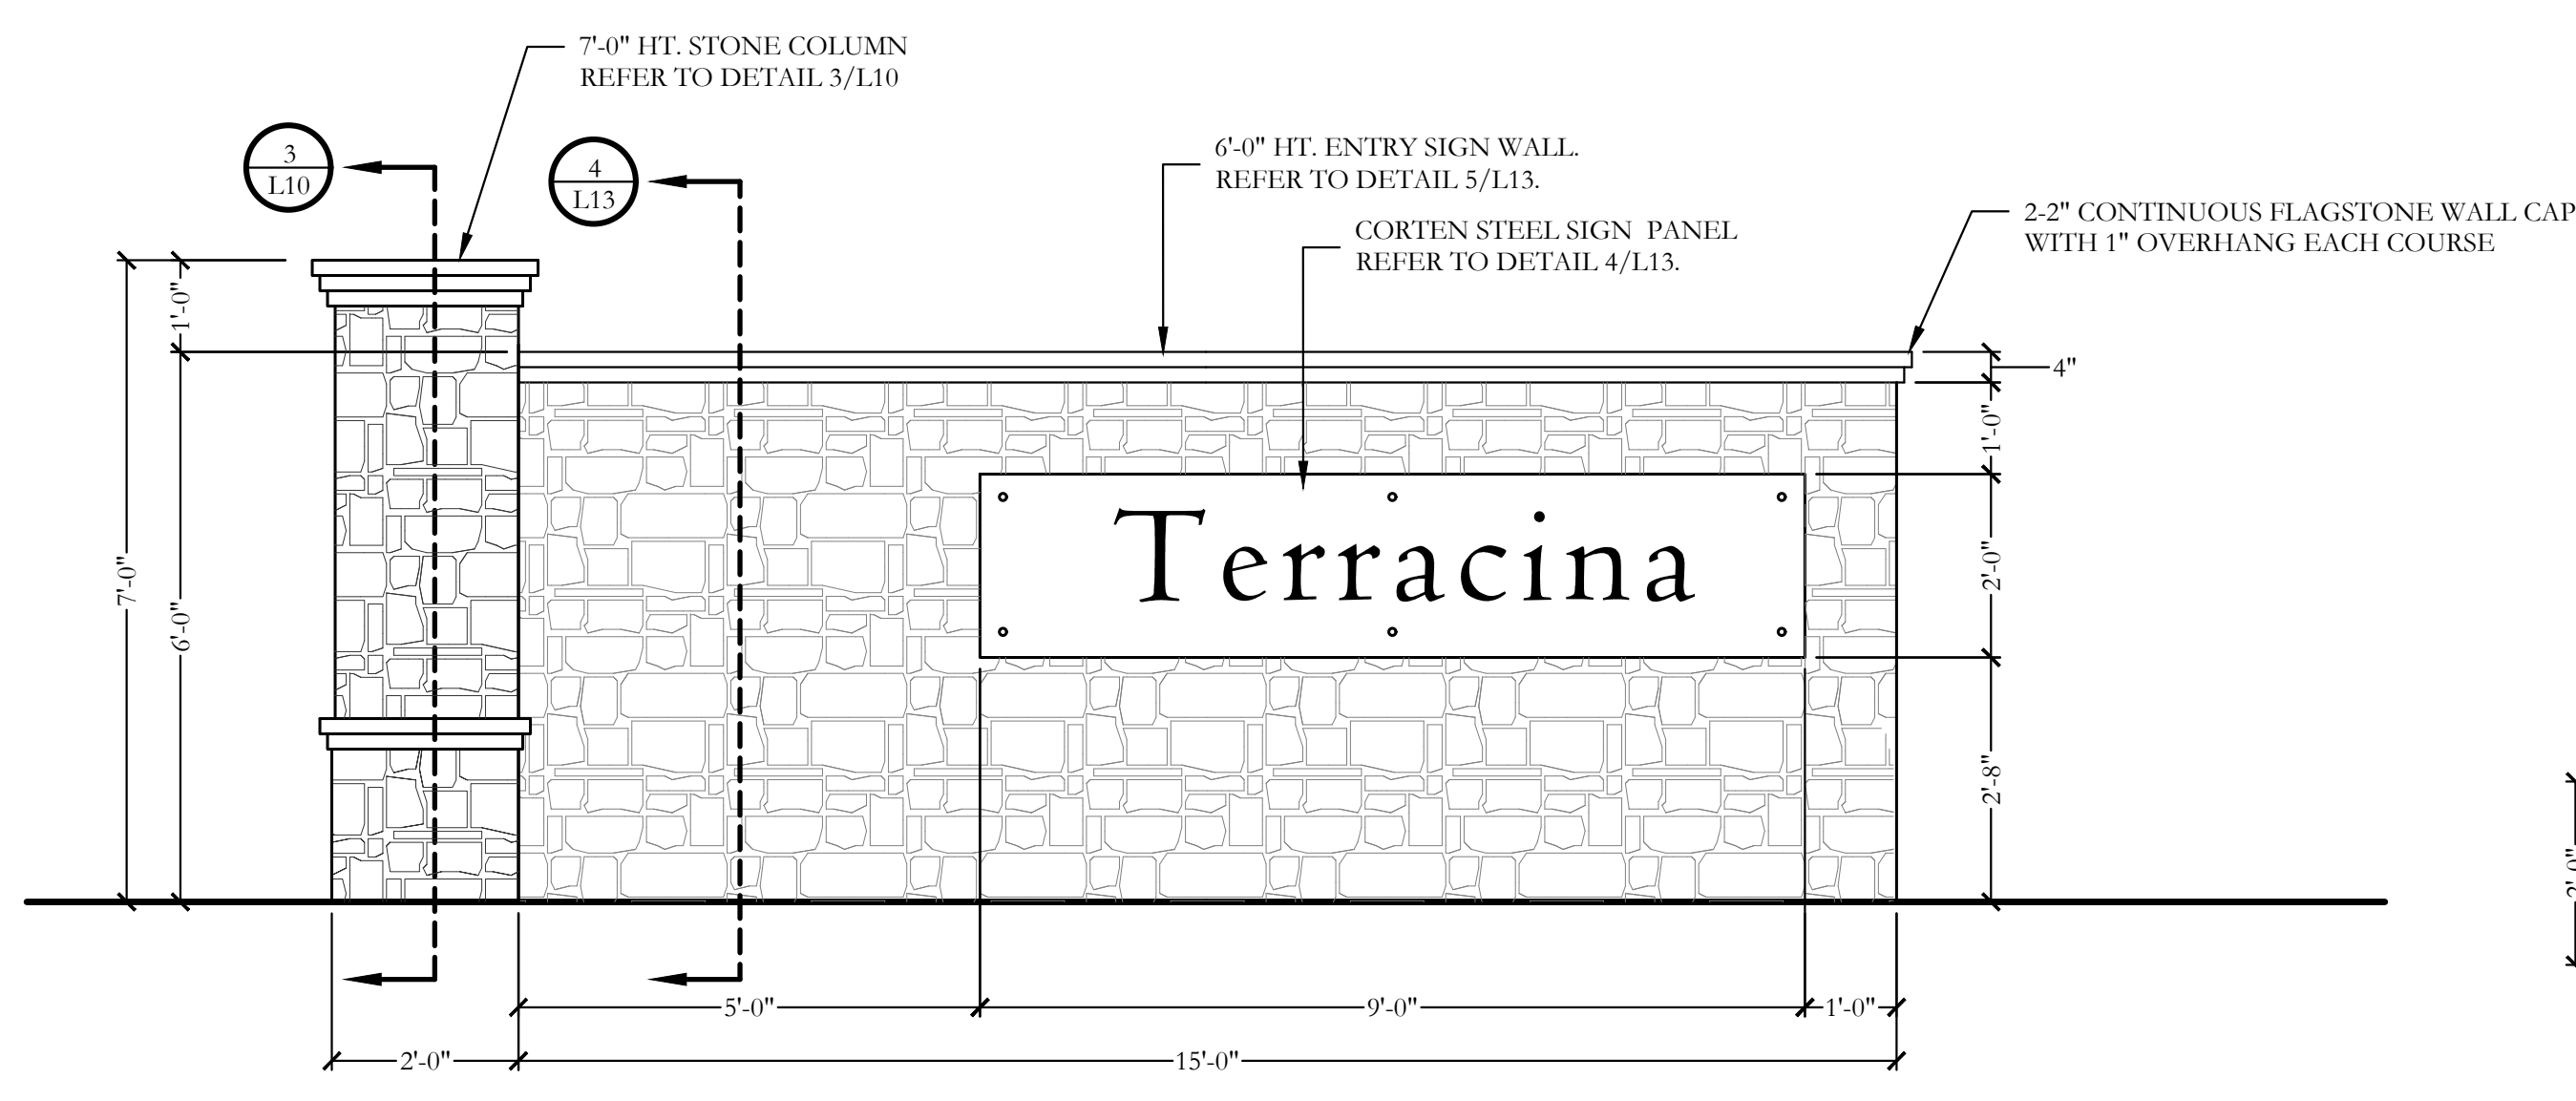 7'-0" HT. STONE COLUMN
REFER TO DETAIL 3/L10
3
L10
4
L13
6'-0" HT. ENTRY SIGN WALL.
REFER TO DETAIL 5/L13.
CORTEN STEEL SIGN PANEL
REFER TO DETAIL 4/L13.
2-2" CONTINUOUS FLAGSTONE WALL CAP
WITH 1" OVERHANG EACH COURSE
1'-0"
4"
1'-0"
7'-0"
6'-0"
Terracina
2'-0"
2'-8"
2'-0"
5'-0"
9'-0"
1'-0"
2'-0"
15'-0"